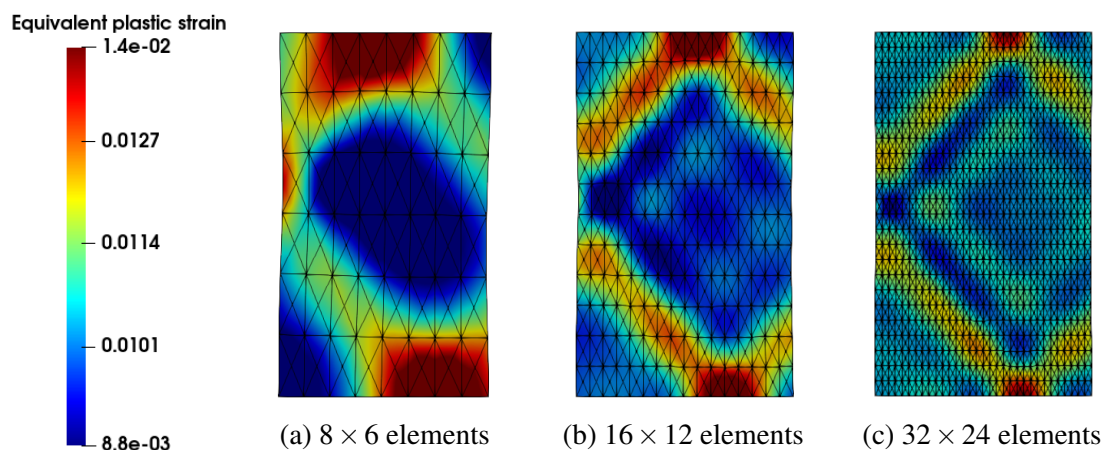 Equivalent plastic strain
1.4e-02
0.0127
0.0114
0.0101
8.8e-03
(a) 8 × 6 elements
(b) 16 × 12 elements
(c) 32 × 24 elements